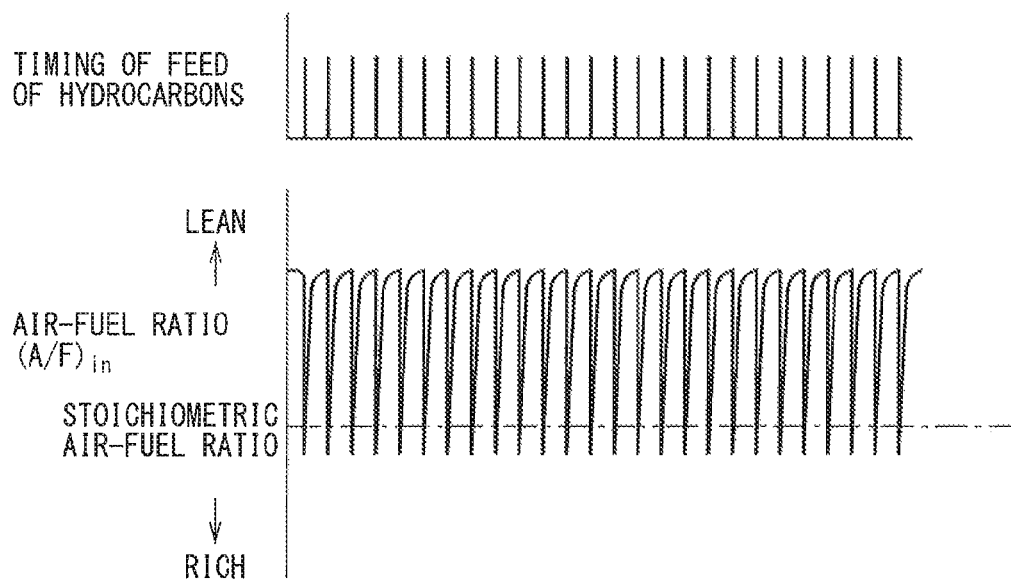 TIMING OF FEED
OF HYDROCARBONS
LEAN
AIR-FUEL RATIO
(A/F)in
STOICHIOMETRIC
AIR-FUEL RATIO
RICH